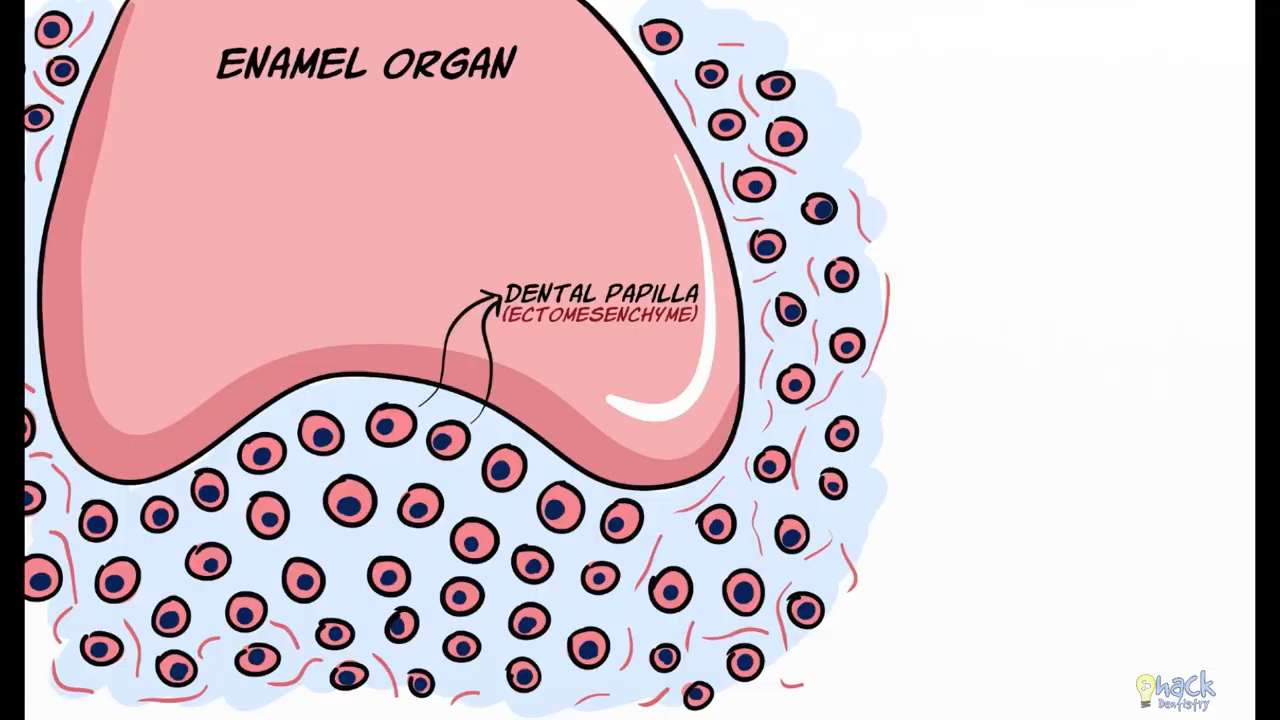 ENAMEL ORGAN
DENTAL PAPILLA
(ECTOMESENCHYME)
hack
Dentistry